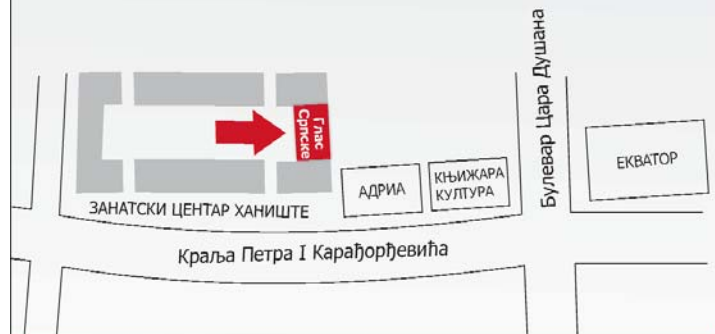 Глас
Српске
ЗАНАТСКИ ЦЕНТАР ХАНИШТЕ
АДРИА
КЊИЖАРА
КУЛТУРА
Булевар Цара Душана
ЕКВАТОР
Краља Петра I Карађорђевића